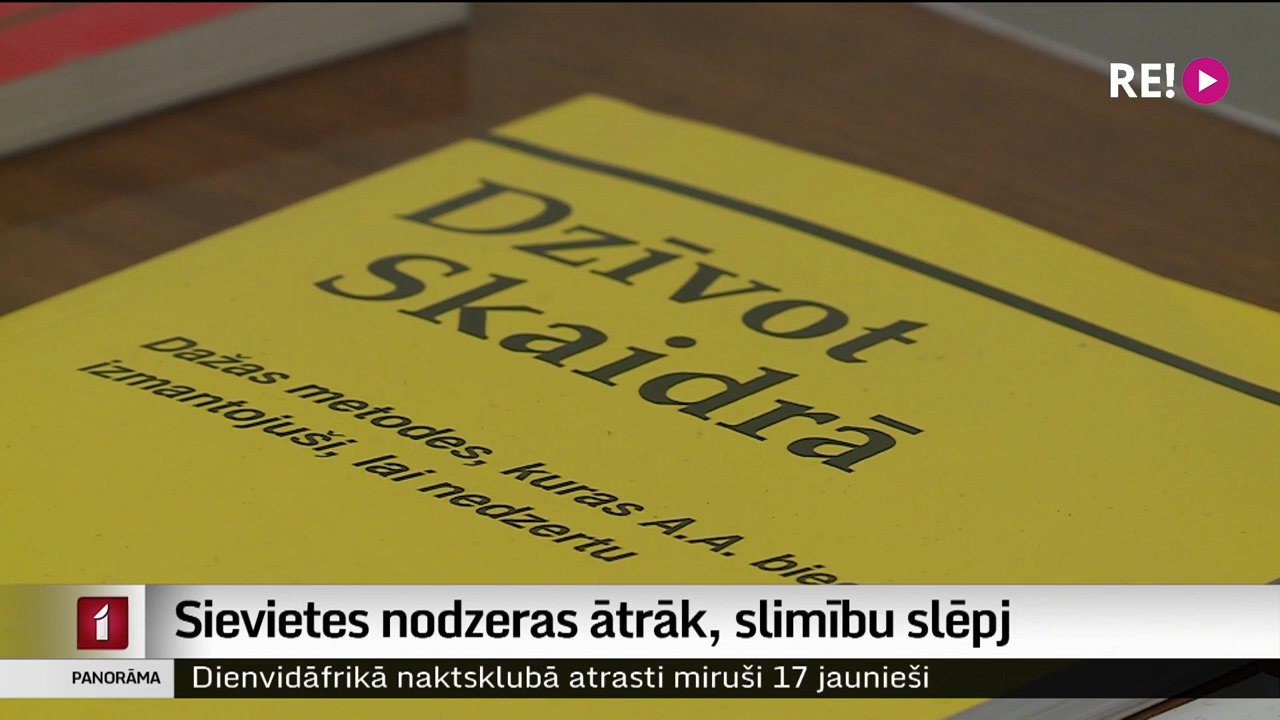 RE!
Dzīvot
Skaidrā
Dažas metodes, kuras A.A.
izmantojuši, lai nedzertu
1
Sievietes nodzeras ātrāk, slimību slēpj
PANORĀMA
Dienvidāfrikā naktsklubā atrasti miruši 17 jaunieši